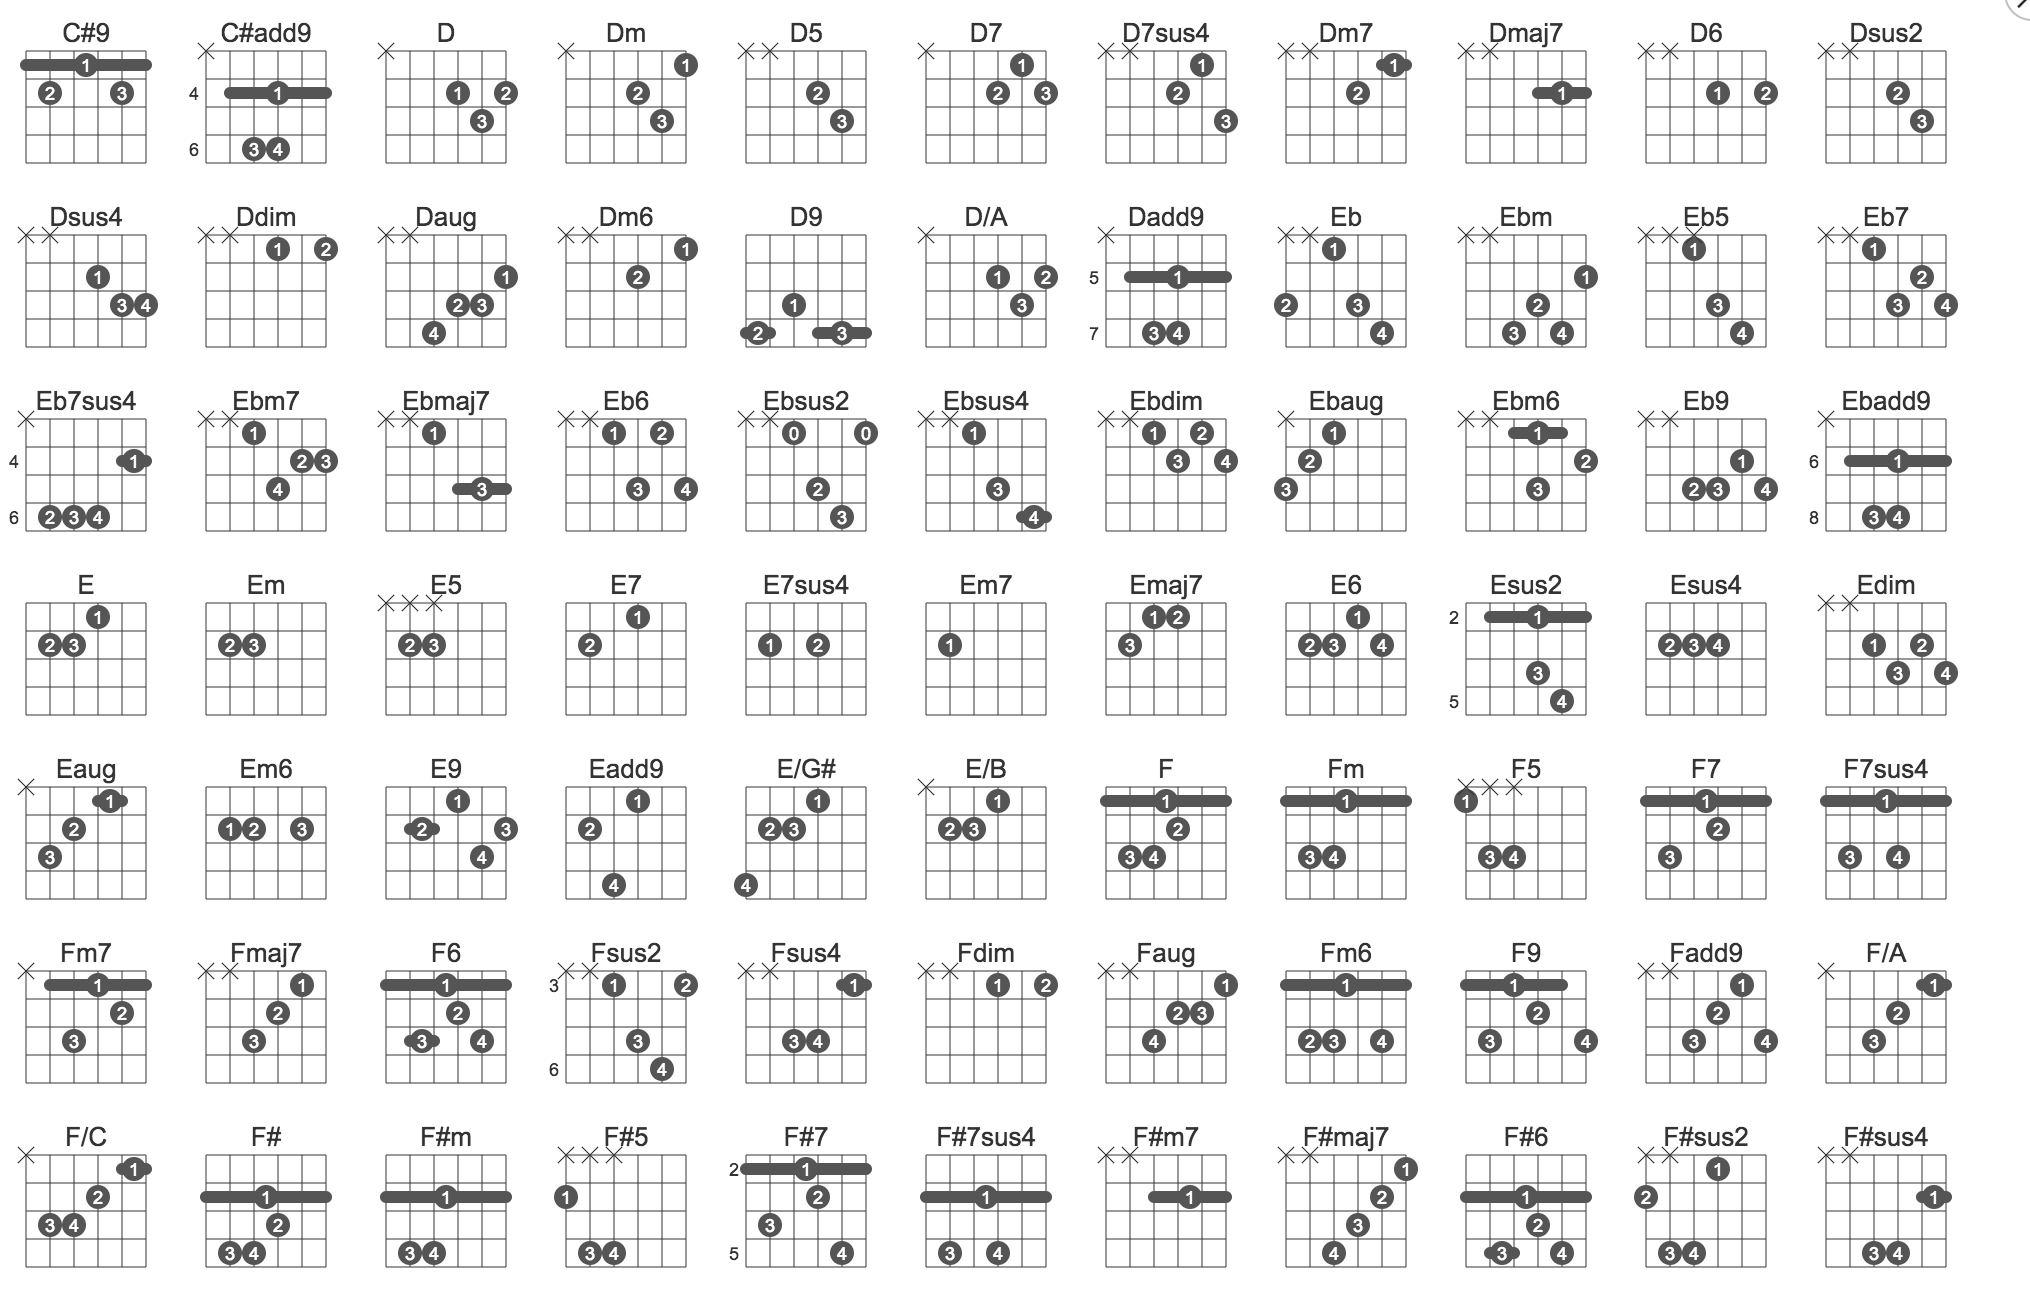 C#9 C#add9 D Dm D5 D7 D7sus4 Dm7 Dmaj7 D6 Dsus2
1 1 1 1 1
2 3 4 1 1 2 2 2 2 3 2 2 1 1 2 2
3 3 3 3 3
6 3 4
Dsus4 Ddim Daug Dm6 D9 D/A Dadd9 Eb Ebm Eb5 Eb7
1 2 1 1 1 1
1 1 2 1 2 5 1 1 2
3 4 2 3 1 3 2 3 2 3 3 4
4 2 3 7 3 4 4 3 4 4
Eb7sus4 Ebm7 Ebmaj7 Eb6 Ebsus2 Ebsus4 Ebdim Ebaug Ebm6 Eb9 Ebadd9
1 1 1 2 0 0 1 1 2 1 1
4 1 2 3 3 4 2 2 1 6 1
4 3 3 4 2 3 3 3 2 3 4
6 2 3 4 3 4 8 3 4
E Em E5 E7 E7sus4 Em7 Emaj7 E6 Esus2 Esus4 Edim
1 1 1 2 1 2 1
2 3 2 3 2 3 2 1 2 1 3 2 3 4 2 3 4 1 2
3 3 4
5 4
Eaug Em6 E9 Eadd9 E/G# E/B F Fm F5 F7 F7sus4
1 1 1 1 1 1 1 1 1 1
2 1 2 3 2 3 2 2 3 2 3 2 2
3 4 3 4 3 4 3 4 3 3 4
4 4
Fm7 Fmaj7 F6 Fsus2 Fsus4 Fdim Faug Fm6 F9 Fadd9 F/A
1 1 1 3 1 2 1 1 2 1 1 1 1 1
2 2 2 2 3 2 2 2
3 3 3 4 3 3 4 4 2 3 4 3 4 3 4 3
6 4
F/C F# F#m F#5 F#7 F#7sus4 F#m7 F#maj7 F#6 F#sus2 F#sus4
1 2 1 1 1
2 1 1 1 2 1 1 2 1 2 1
3 4 2 3 3 2
3 4 3 4 3 4 5 4 3 4 4 3 4 3 4 3 4